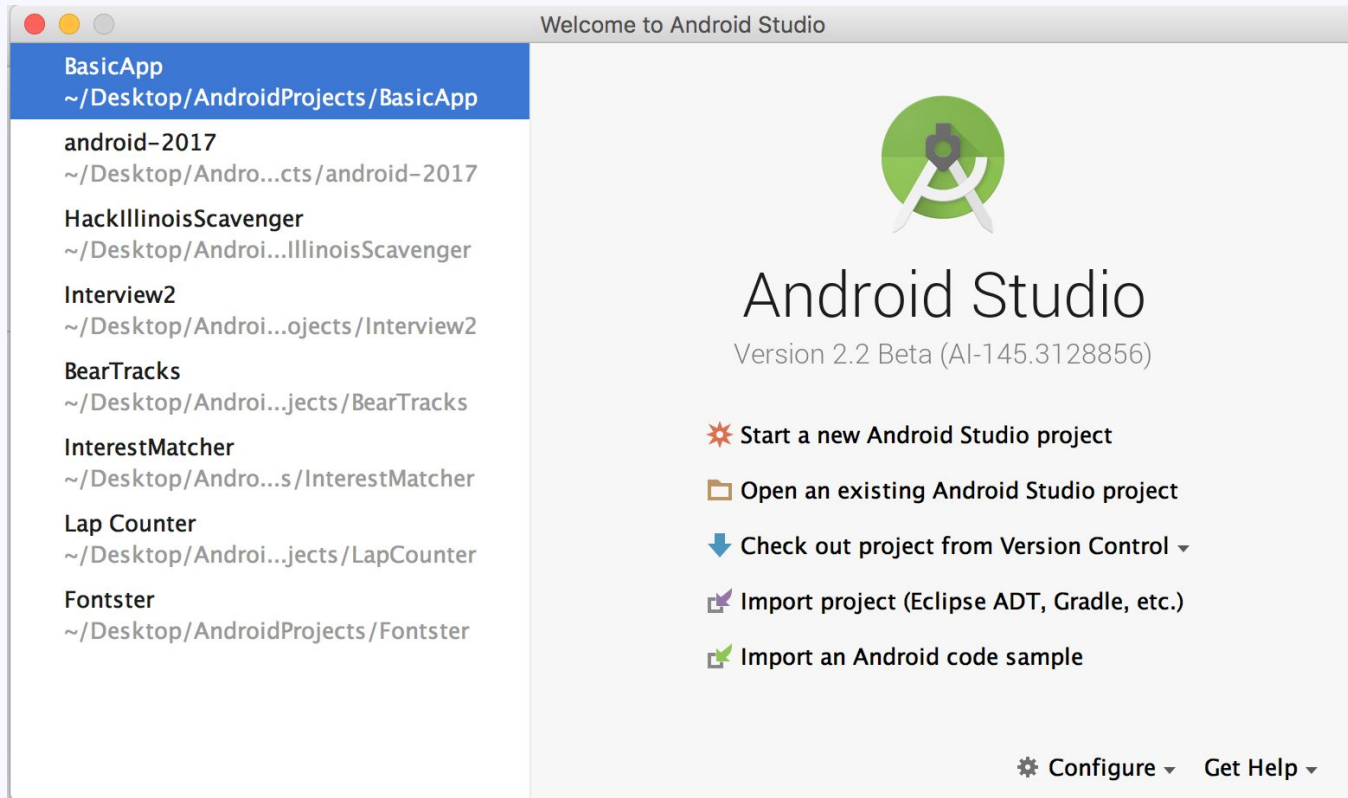 Welcome to Android Studio
BasicApp
~/Desktop/AndroidProjects/BasicApp
android-2017
~/Desktop/Andro...cts/android-2017
HackIllinoisScavenger
~/Desktop/Androi...IllinoisScavenger
Interview2
~/Desktop/Androi...ojects/Interview2
BearTracks
~/Desktop/Androi...jects/BearTracks
InterestMatcher
~/Desktop/Andro...s/InterestMatcher
Lap Counter
~/Desktop/Androi...jects/LapCounter
Fontster
~/Desktop/AndroidProjects/Fontster
Android Studio
Version 2.2 Beta (AI-145.3128856)
Start a new Android Studio project
Open an existing Android Studio project
Check out project from Version Control
Import project (Eclipse ADT, Gradle, etc.)
Import an Android code sample
Configure Get Help